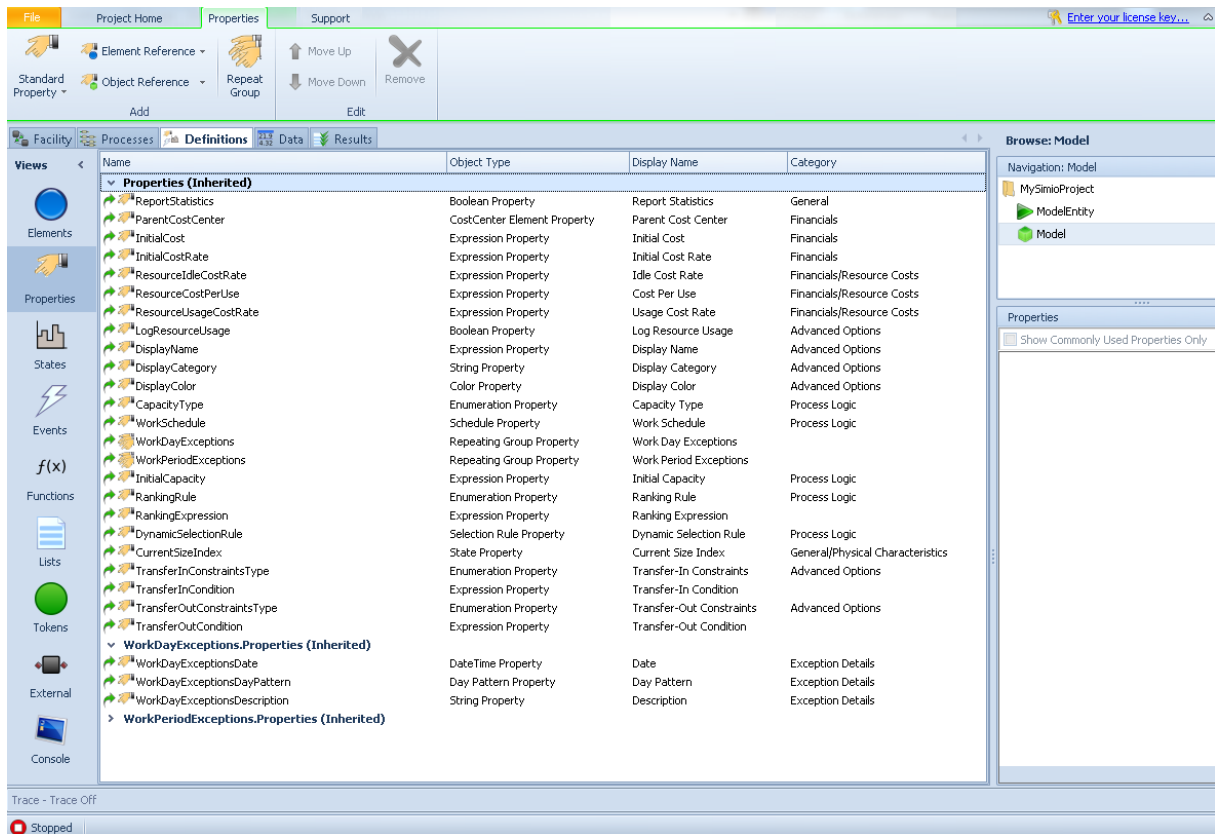 File Project Home Properties Support Enter your license key...
Element Reference
Object Reference
Standard Property
Repeat Group
Move Up
Move Down
Remove
Add Edit
Facility Processes Definitions Data Results
Browse: Model
Views
Elements
Properties
States
Events
f(x)
Functions
Lists
Tokens
External
Console
Name Object Type Display Name Category
Properties (Inherited)
ReportStatistics Boolean Property Report Statistics General
ParentCostCenter CostCenter Element Property Parent Cost Center Financials
InitialCost Expression Property Initial Cost Financials
InitialCostRate Expression Property Initial Cost Rate Financials
ResourceIdleCostRate Expression Property Idle Cost Rate Financials/Resource Costs
ResourceCostPerUse Expression Property Cost Per Use Financials/Resource Costs
ResourceUsageCostRate Expression Property Usage Cost Rate Financials/Resource Costs
LogResourceUsage Boolean Property Log Resource Usage Advanced Options
DisplayName Expression Property Display Name Advanced Options
DisplayCategory String Property Display Category Advanced Options
DisplayColor Color Property Display Color Advanced Options
CapacityType Enumeration Property Capacity Type Process Logic
WorkSchedule Schedule Property Work Schedule Process Logic
WorkDayExceptions Repeating Group Property Work Day Exceptions
WorkPeriodExceptions Repeating Group Property Work Period Exceptions
InitialCapacity Expression Property Initial Capacity Process Logic
RankingRule Enumeration Property Ranking Rule Process Logic
RankingExpression Expression Property Ranking Expression
DynamicSelectionRule Selection Rule Property Dynamic Selection Rule Process Logic
CurrentSizeIndex State Property Current Size Index General/Physical Characteristics
TransferInConstraintsType Enumeration Property Transfer-In Constraints Advanced Options
TransferInCondition Expression Property Transfer-In Condition
TransferOutConstraintsType Enumeration Property Transfer-Out Constraints Advanced Options
TransferOutCondition Expression Property Transfer-Out Condition
WorkDayExceptions.Properties (Inherited)
WorkDayExceptionsDate DateTime Property Date Exception Details
WorkDayExceptionsDayPattern Day Pattern Property Day Pattern Exception Details
WorkDayExceptionsDescription String Property Description Exception Details
WorkPeriodExceptions.Properties (Inherited)
Navigation: Model
MySimioProject
ModelEntity
Model
Properties
Show Commonly Used Properties Only
Trace - Trace Off
Stopped